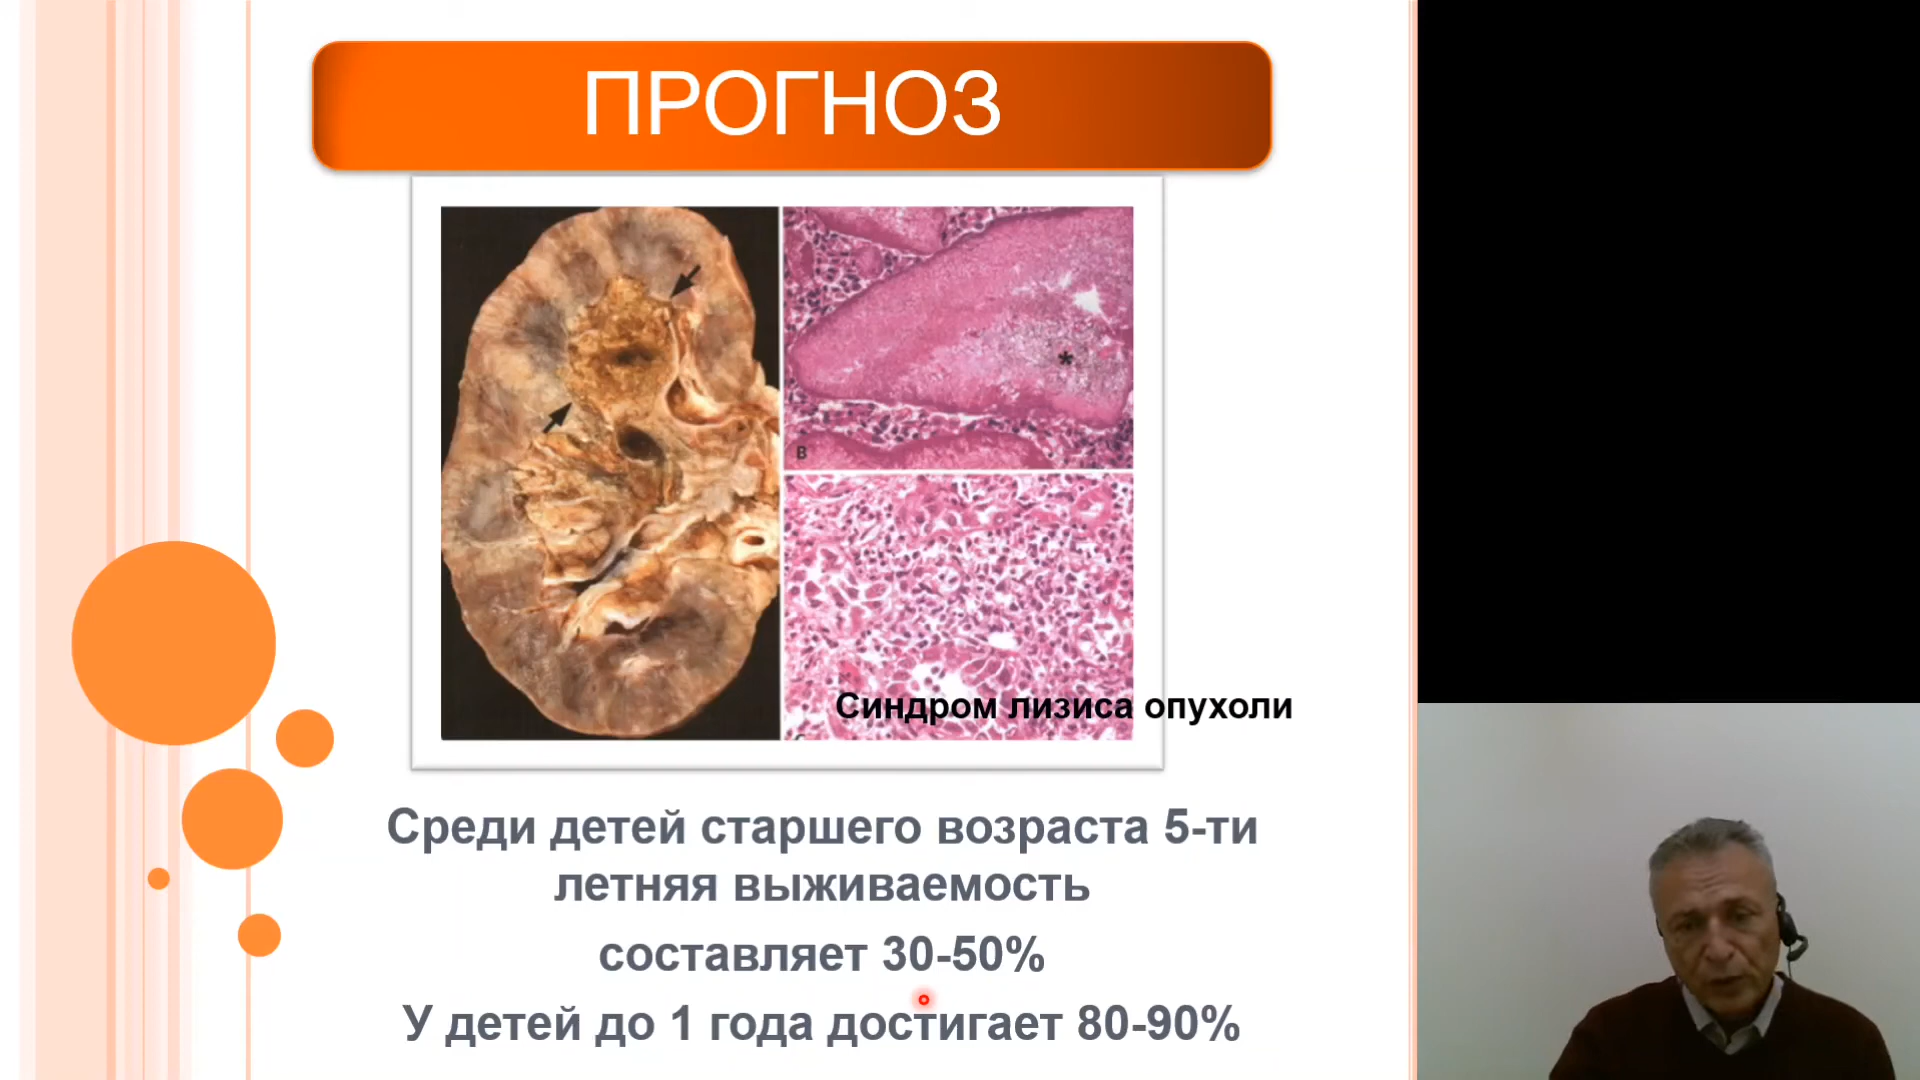 ПРОГНОЗ
*
B
Синдром лизиса опухоли
Среди детей старшего возраста 5-ти
летняя выживаемость
составляет 30-50%
У детей до 1 года достигает 80-90%